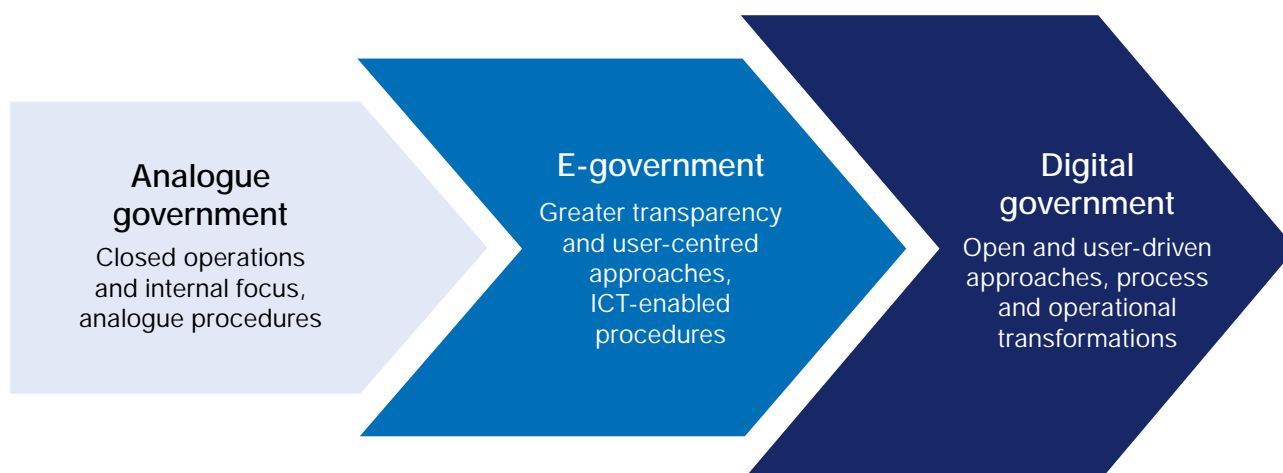 Analogue
government
Closed operations
and internal focus,
analogue procedures
E-government
Greater transparency
and user-centred
approaches,
ICT-enabled
procedures
Digital
government
Open and user-driven
approaches, process
and operational
transformations